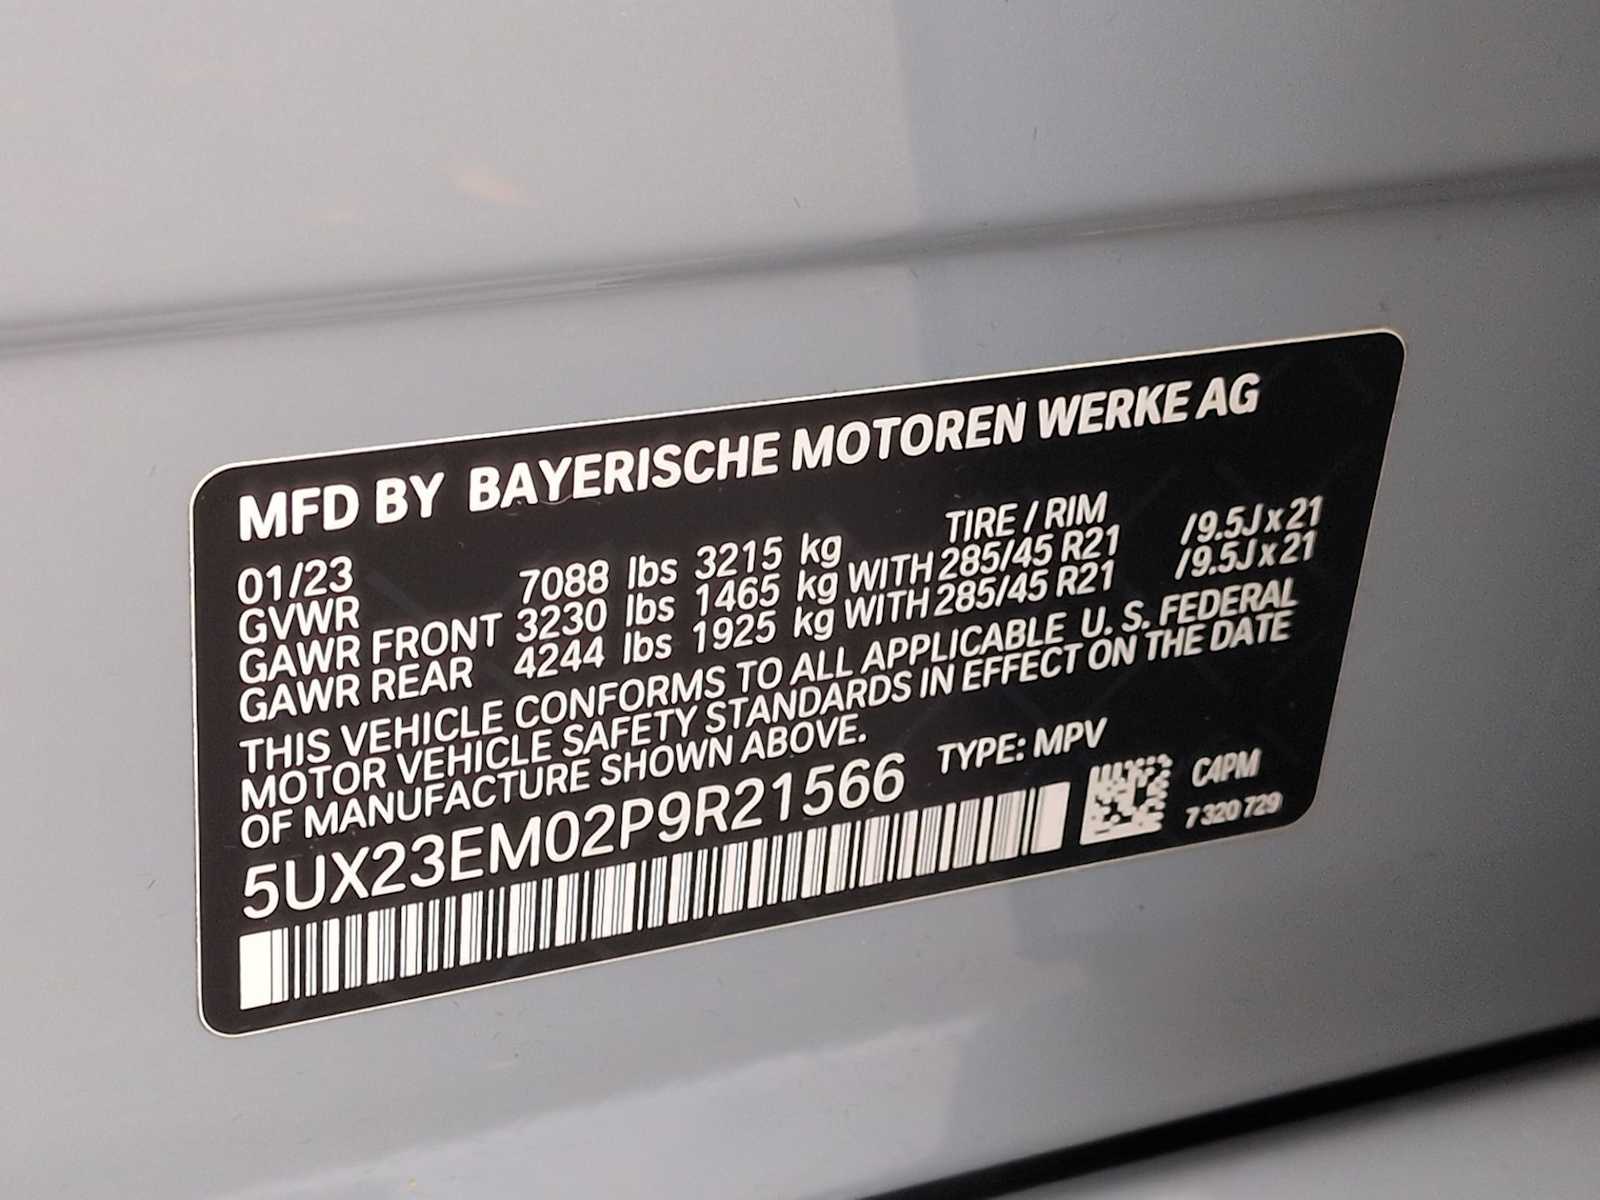 MFD BY BAYERISCHE MOTOREN WERKE AG
01/23 TIRE / RIM
GVWR 7088 lbs 3215 kg
GAWR FRONT 3230 lbs 1465 kg WITH 285/45 R21 /9.5J x 21
GAWR REAR 4244 lbs 1925 kg WITH 285/45 R21 /9.5J x 21
THIS VEHICLE CONFORMS TO ALL APPLICABLE U. S. FEDERAL
MOTOR VEHICLE SAFETY STANDARDS IN EFFECT ON THE DATE
OF MANUFACTURE SHOWN ABOVE.
5UX23EM02P9R21566 TYPE: MPV
C4PM
7 320 729